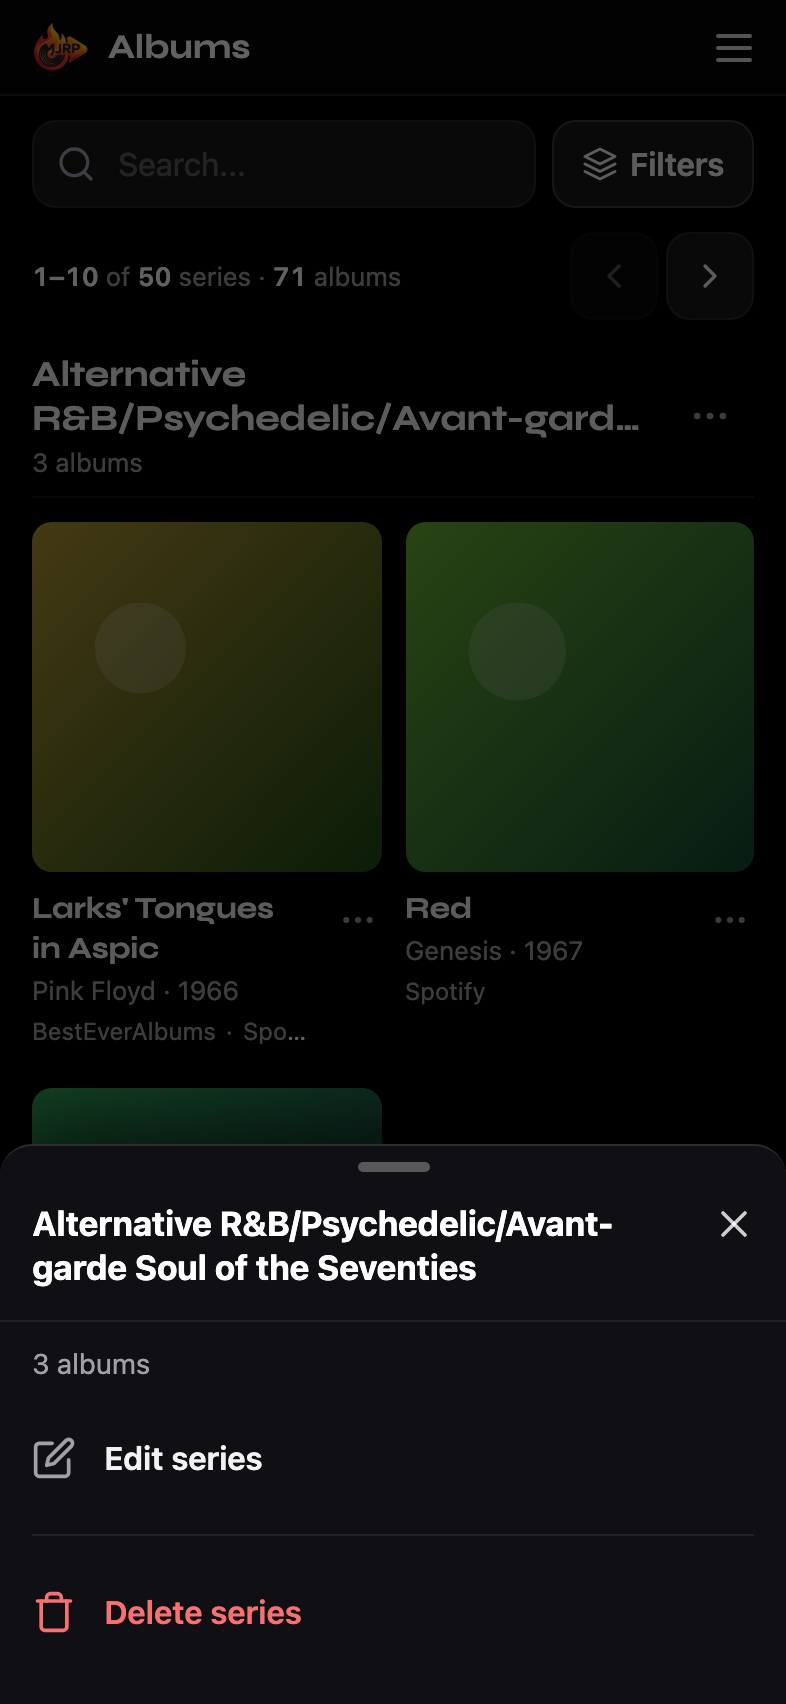 MJRP
Albums
Search...
Filters
1–10 of 50 series · 71 albums
Alternative
R&B/Psychedelic/Avant-gard…
3 albums
Larks' Tongues
in Aspic
Pink Floyd · 1966
BestEverAlbums · Spo…
Red
Genesis · 1967
Spotify
Alternative R&B/Psychedelic/Avant-
garde Soul of the Seventies
3 albums
Edit series
Delete series